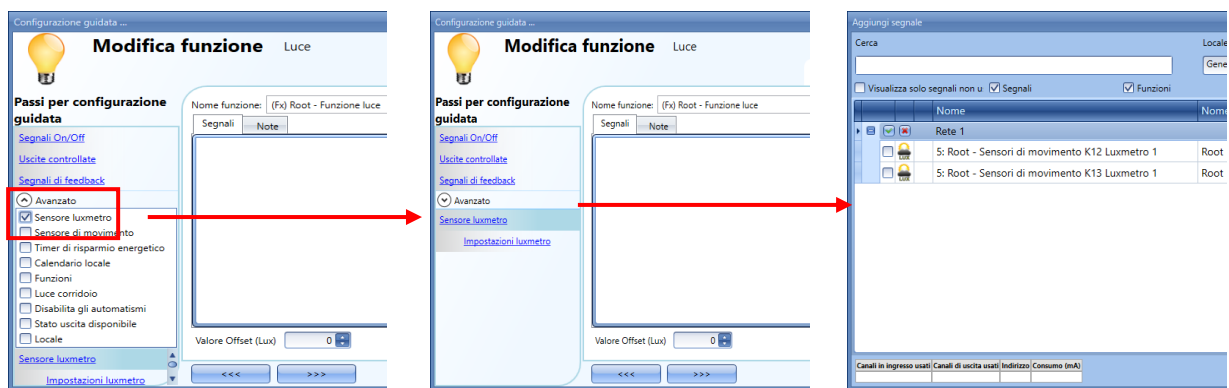 Configurazione guidata ...
Modifica funzione Luce
Passi per configurazione guidata
Segnali On/Off
Uscite controllate
Segnali di feedback
Avanzato
Sensore luxmetro
Sensore di movimento
Timer di risparmio energetico
Calendario locale
Funzioni
Luce corridoio
Disabilita gli automatismi
Stato uscita disponibile
Locale
Sensore luxmetro
Impostazioni luxmetro
Nome funzione: (Fx) Root - Funzione luce
Segnali Note
Valore Offset (Lux) 0
<<< >>>
Configurazione guidata ...
Modifica funzione Luce
Passi per configurazione guidata
Segnali On/Off
Uscite controllate
Segnali di feedback
Avanzato
Sensore luxmetro
Impostazioni luxmetro
Nome funzione: (Fx) Root - Funzione luce
Segnali Note
Valore Offset (Lux) 0
<<< >>>
Aggiungi segnale
Cerca Locale
Gene
Visualizza solo segnali non u Segnali Funzioni
Nome Nome
Rete 1
5: Root - Sensori di movimento K12 Luxmetro 1 Root
5: Root - Sensori di movimento K13 Luxmetro 1 Root
Canali in ingresso usati Canali di uscita usati Indirizzo Consumo (mA)